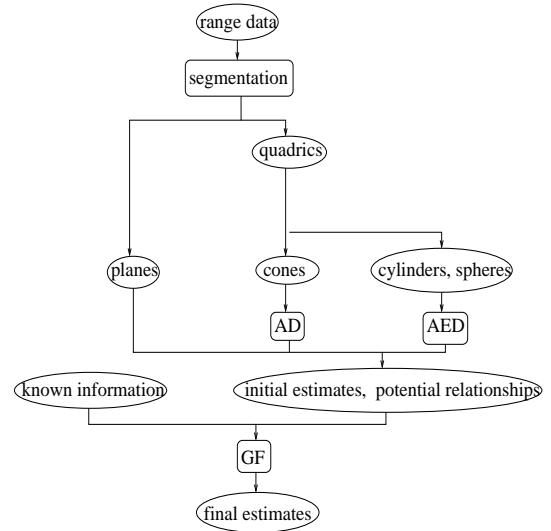 range data
segmentation
quadrics
planes
cones
cylinders, spheres
AD
AED
known information
initial estimates, potential relationships
GF
final estimates